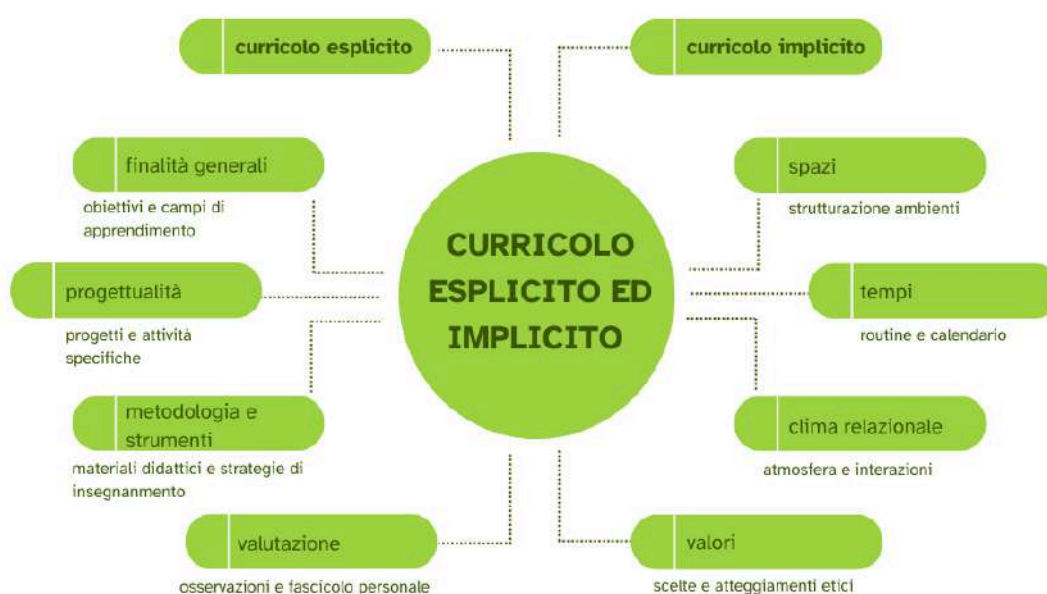 curricolo esplicito
curricolo implicito
finalità generali
obiettivi e campi di
apprendimento
spazi
strutturazione ambienti
CURRICOLO
ESPLICITO ED
IMPLICITO
progettualità
progetti e attività
specifiche
tempi
routine e calendario
metodologia e
strumenti
materiali didattici e strategie di
insegnanmento
clima relazionale
atmosfera e interazioni
valutazione
osservazioni e fascicolo personale
valori
scelte e atteggiamenti etici